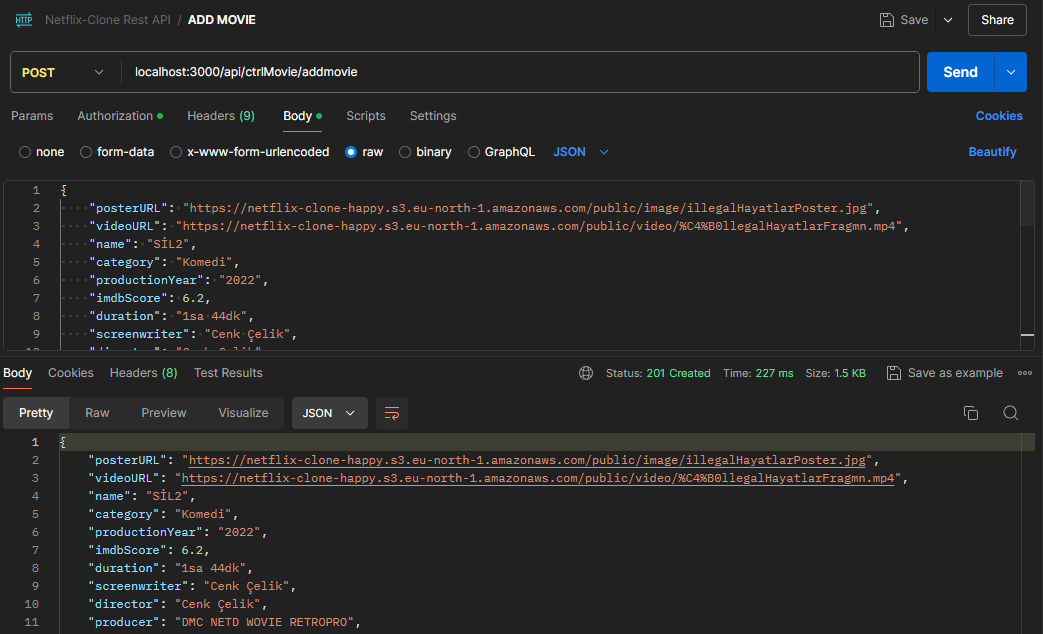 HTTP Netflix-Clone Rest API / ADD MOVIE Save Share
POST localhost:3000/api/ctrlMovie/addmovie Send
Params Authorization Headers (9) Body Scripts Settings Cookies
none form-data x-www-form-urlencoded raw binary GraphQL JSON Beautify
1 {
2 ····"posterURL":·"https://netflix-clone-happy.s3.eu-north-1.amazonaws.com/public/image/illegalHayatlarPoster.jpg",
3 ····"videoURL":·"https://netflix-clone-happy.s3.eu-north-1.amazonaws.com/public/video/%C4%B0llegalHayatlarFragmn.mp4",
4 ····"name":·"SİL2",
5 ····"category":·"Komedi",
6 ····"productionYear":·"2022",
7 ····"imdbScore":·6.2,
8 ····"duration":·"1sa·44dk",
9 ····"screenwriter":·"Cenk·Çelik",
Body Cookies Headers (8) Test Results Status: 201 Created Time: 227 ms Size: 1.5 KB Save as example
Pretty Raw Preview Visualize JSON
1 {
2 "posterURL": "https://netflix-clone-happy.s3.eu-north-1.amazonaws.com/public/image/illegalHayatlarPoster.jpg",
3 "videoURL": "https://netflix-clone-happy.s3.eu-north-1.amazonaws.com/public/video/%C4%B0llegalHayatlarFragmn.mp4",
4 "name": "SİL2",
5 "category": "Komedi",
6 "productionYear": "2022",
7 "imdbScore": 6.2,
8 "duration": "1sa 44dk",
9 "screenwriter": "Cenk Çelik",
10 "director": "Cenk Çelik",
11 "producer": "DMC NETD WOVIE RETROPRO",